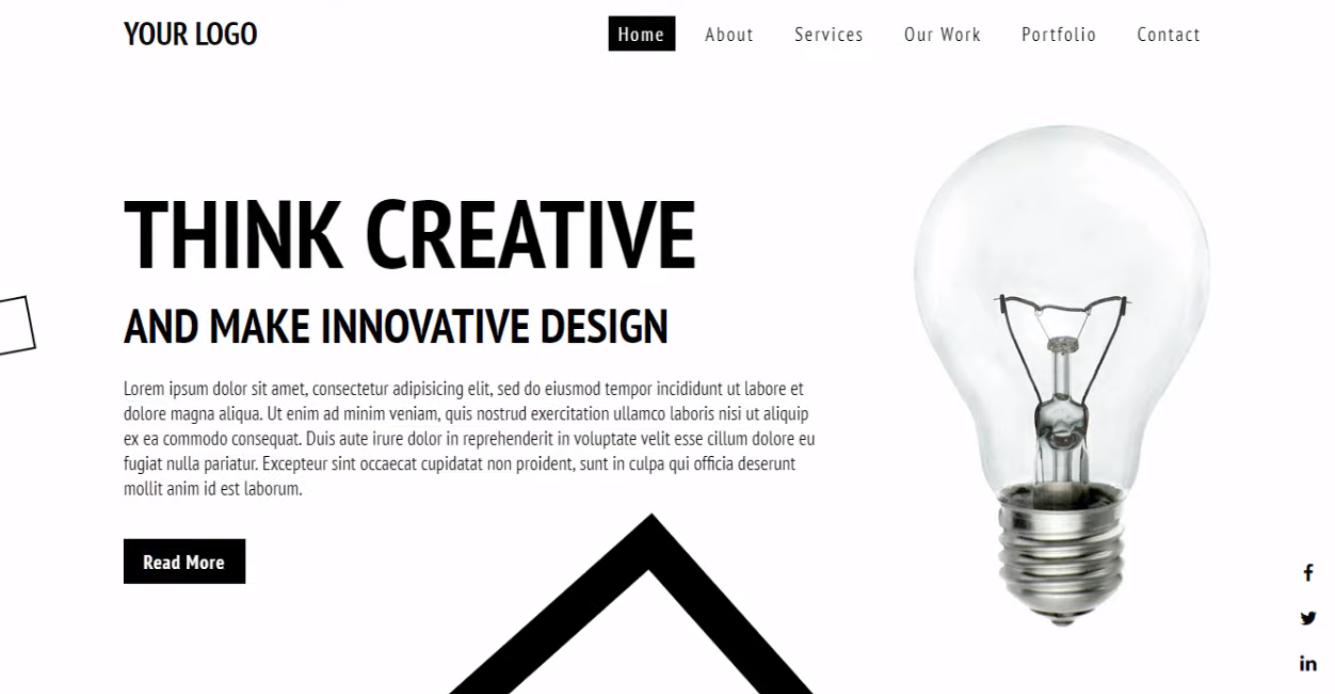 YOUR LOGO
Home About Services Our Work Portfolio Contact
THINK CREATIVE
AND MAKE INNOVATIVE DESIGN
Lorem ipsum dolor sit amet, consectetur adipisicing elit, sed do eiusmod tempor incididunt ut labore et
dolore magna aliqua. Ut enim ad minim veniam, quis nostrud exercitation ullamco laboris nisi ut aliquip
ex ea commodo consequat. Duis aute irure dolor in reprehenderit in voluptate velit esse cillum dolore eu
fugiat nulla pariatur. Excepteur sint occaecat cupidatat non proident, sunt in culpa qui officia deserunt
mollit anim id est laborum.
Read More
f
in